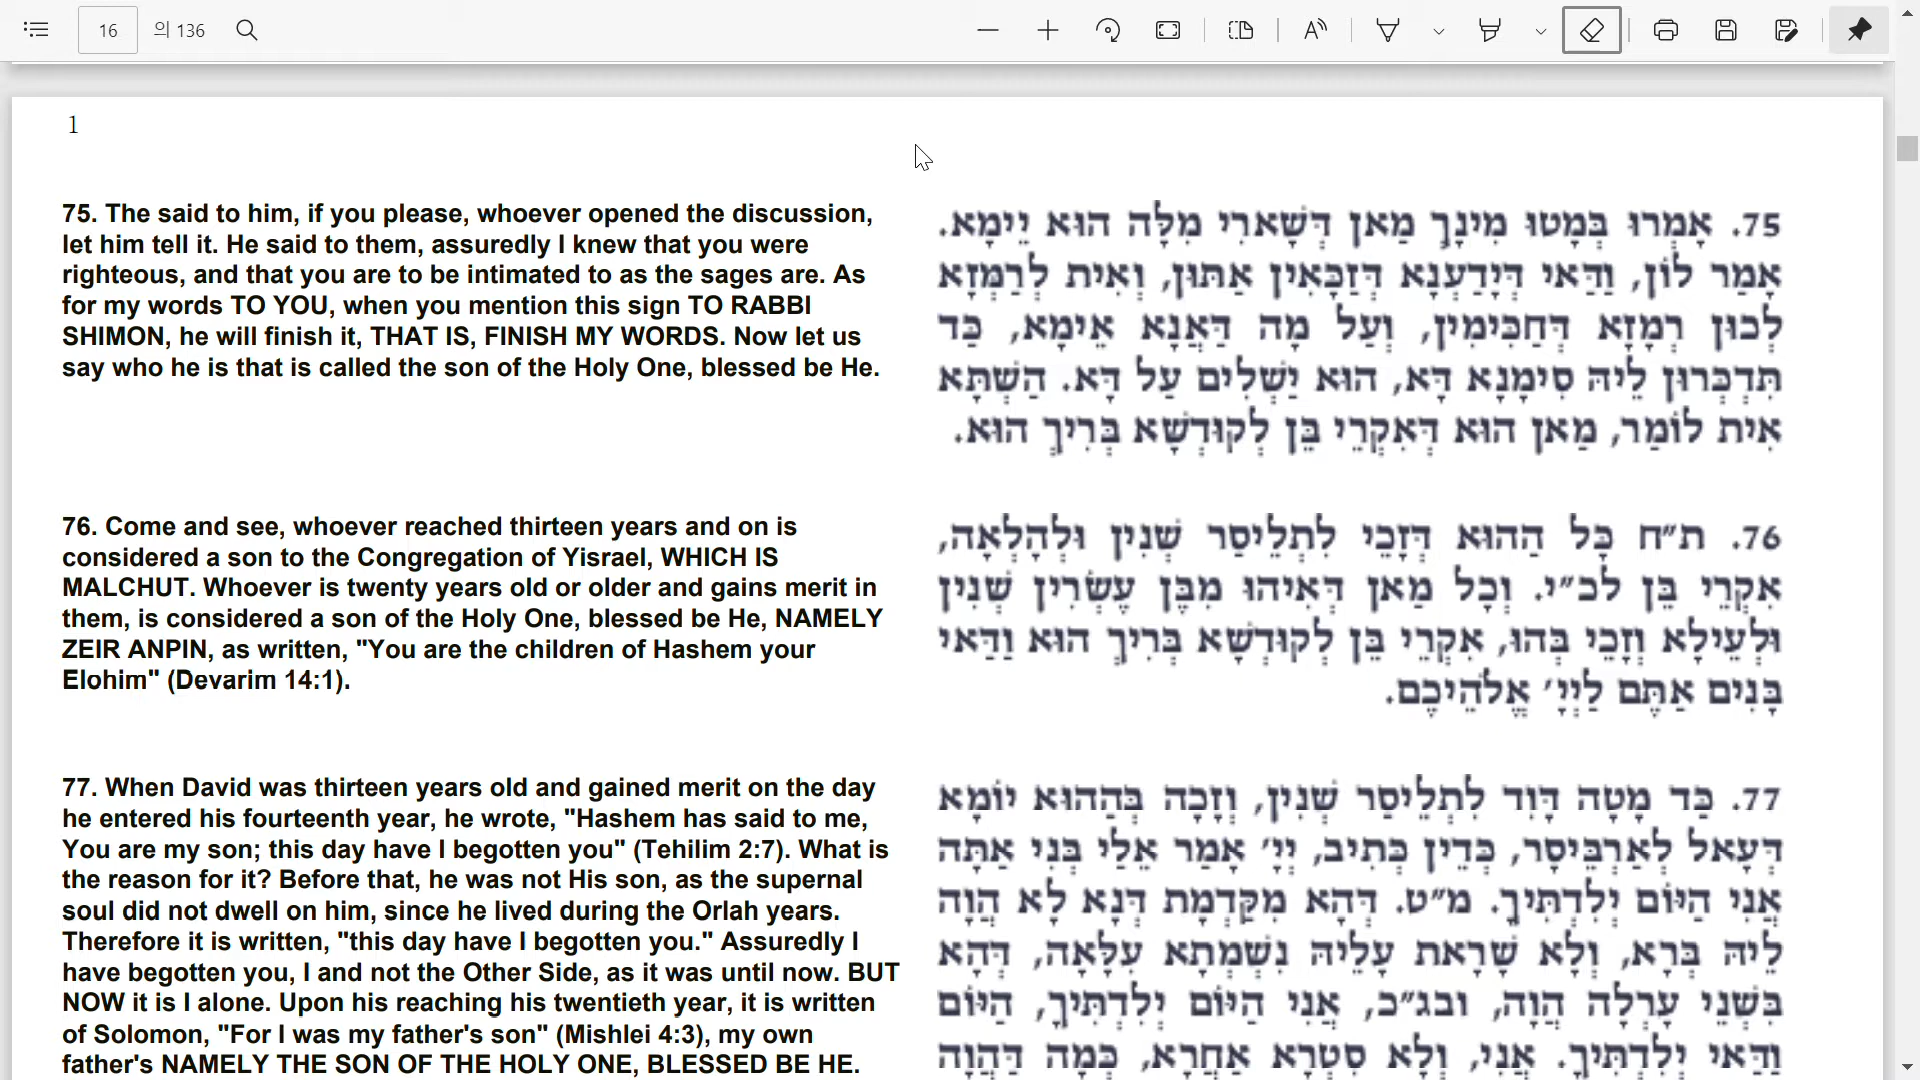 16
의 136
1
75. The said to him, if you please, whoever opened the discussion,
let him tell it. He said to them, assuredly I knew that you were
righteous, and that you are to be intimated to as the sages are. As
for my words TO YOU, when you mention this sign TO RABBI
SHIMON, he will finish it, THAT IS, FINISH MY WORDS. Now let us
say who he is that is called the son of the Holy One, blessed be He.
75. אָמְרוּ בְּמָטוּ מִינָךְ מַאן דְּשָׁארִי מִלָּה הוּא יֵימָא.
אָמַר לוֹן, וַדַּאי דְּיָדַעְנָא דְּזַכָּאִין אַתּוּן, וְאִית לְרַמְּזָא
לְכוּן רְמִזָא דְּחַכִּימִין, וְעַל מָה דַּאֲנָא אֵימָא, כַּד
תִּדְכְּרוּן לֵיהּ סִימָנָא דָּא, הוּא יַשְׁלִים עַל דָּא. הַשְׁתָּא
אִית לוֹמַר, מַאן הוּא דְּאִקְרֵי בֵּן לְקוּדְשָׁא בְּרִיךְ הוּא.
76. Come and see, whoever reached thirteen years and on is
considered a son to the Congregation of Yisrael, WHICH IS
MALCHUT. Whoever is twenty years old or older and gains merit in
them, is considered a son of the Holy One, blessed be He, NAMELY
ZEIR ANPIN, as written, "You are the children of Hashem your
Elohim" (Devarim 14:1).
76. ת״ח כָּל הַהוּא דְּזָכֵי לִתְלֵיסַר שְׁנִין וּלְהָלְאָה,
אִקְרֵי בֵּן לכ״י. וְכָל מַאן דְּאִיהוּ מִבֶּן עֶשְׂרִין שְׁנִין
וּלְעֵילָא וְזָכֵי בְּהוּ, אִקְרֵי בֵּן לְקוּדְשָׁא בְּרִיךְ הוּא וַדַּאי
בָּנִים אַתֶּם לַיְיָ׳ אֱלֹהֵיכֶם.
77. When David was thirteen years old and gained merit on the day
he entered his fourteenth year, he wrote, "Hashem has said to me,
You are my son; this day have I begotten you" (Tehilim 2:7). What is
the reason for it? Before that, he was not His son, as the supernal
soul did not dwell on him, since he lived during the Orlah years.
Therefore it is written, "this day have I begotten you." Assuredly I
have begotten you, I and not the Other Side, as it was until now. BUT
NOW it is I alone. Upon his reaching his twentieth year, it is written
of Solomon, "For I was my father's son" (Mishlei 4:3), my own
father's NAMELY THE SON OF THE HOLY ONE, BLESSED BE HE.
77. כַּד מָטָה דָּוִד לִתְלֵיסַר שְׁנִין, וְזָכָה בְּהַהוּא יוֹמָא
דְּעָאל לְאַרְבֵּיסָר, כְּדֵין כְּתִיב, יְיָ׳ אָמַר אֵלַי בְּנִי אַתָּה
אֲנִי הַיּוֹם יְלִדְתִּיךָ. מ״ט. דְּהָא מִקַּדְמַת דְּנָא לָא הֲוָה
לֵיהּ בְּרָא, וְלָא שָׁרָאת עָלֵיהּ נִשְׁמְתָא עִלָּאָה, דְּהָא
בִּשְׁנֵי עָרְלָה הֲוָה, ובג״כ, אֲנִי הַיּוֹם יְלִדְתִּיךָ, הַיּוֹם
וַדַּאי יְלִדְתִּיךָ. אֲנִי, וְלָא סִטְרָא אַחֲרָא, כְּמָה דַּהֲוָה